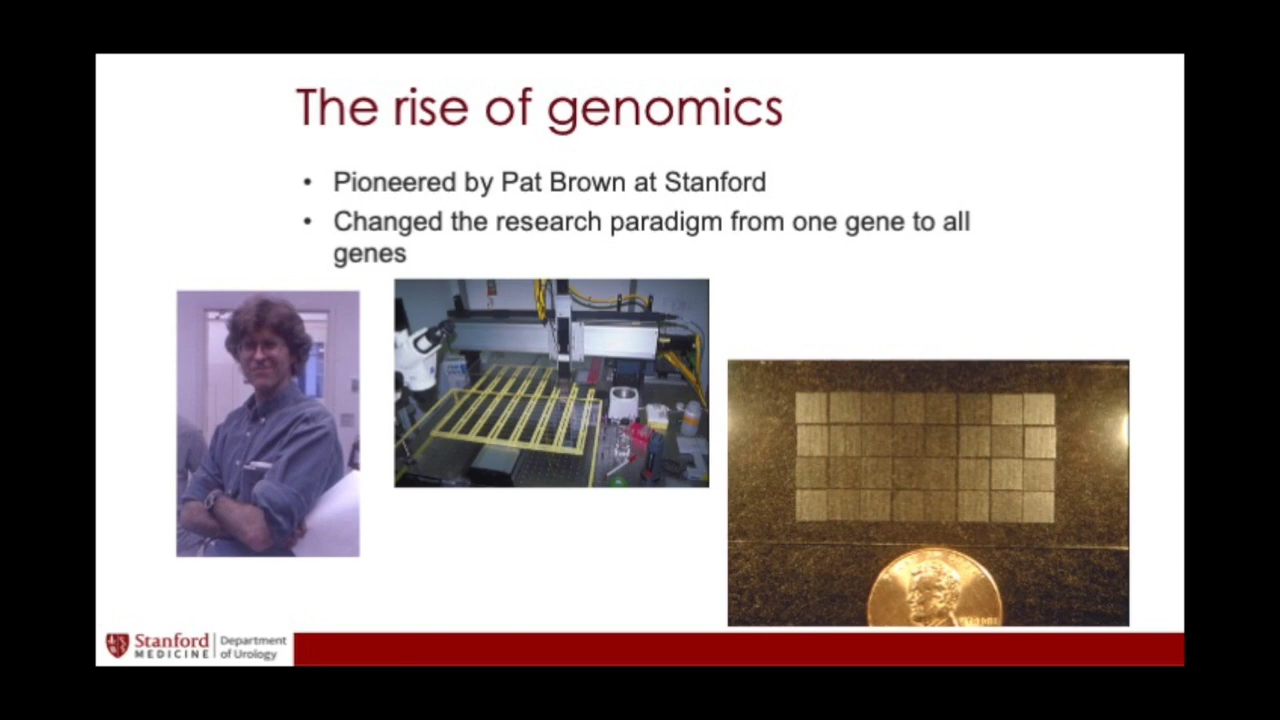 The rise of genomics
• Pioneered by Pat Brown at Stanford
• Changed the research paradigm from one gene to all
genes
Stanford
MEDICINE
Department
of Urology